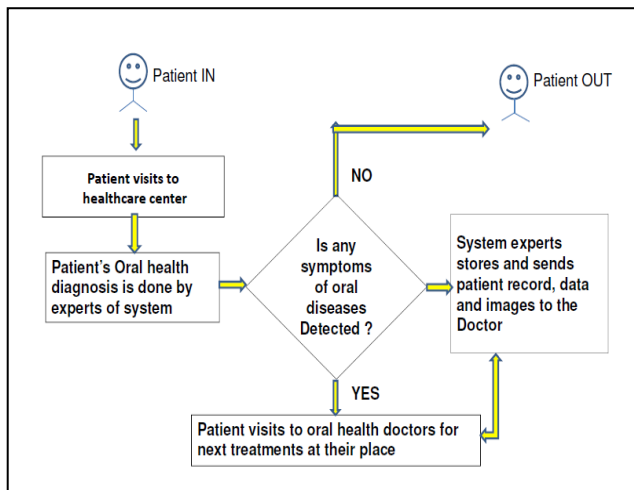 Patient IN
Patient OUT
Patient visits to
healthcare center
NO
Patient's Oral health
diagnosis is done by
experts of system
Is any
symptoms
of oral
diseases
Detected ?
System experts
stores and sends
patient record, data
and images to the
Doctor
YES
Patient visits to oral health doctors for
next treatments at their place